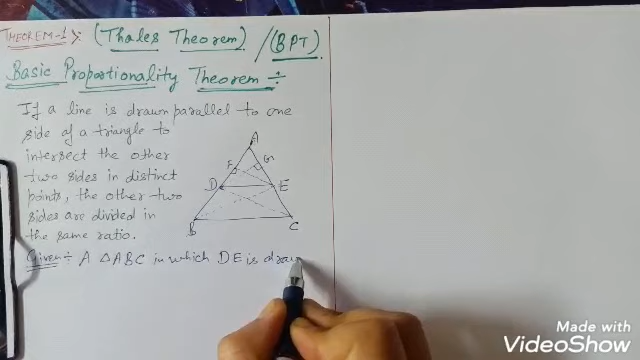 THEOREM-1 :- (Thales Theorem) / (BPT)
Basic Proportionality Theorem ÷
If a line is drawn parallel to one
side of a triangle to
intersect the other
two sides in distinct
points, the other two
sides are divided in
the same ratio.
A
F G
D E
B C
Given ÷ A △ABC in which DE is draw
Made with
VideoShow